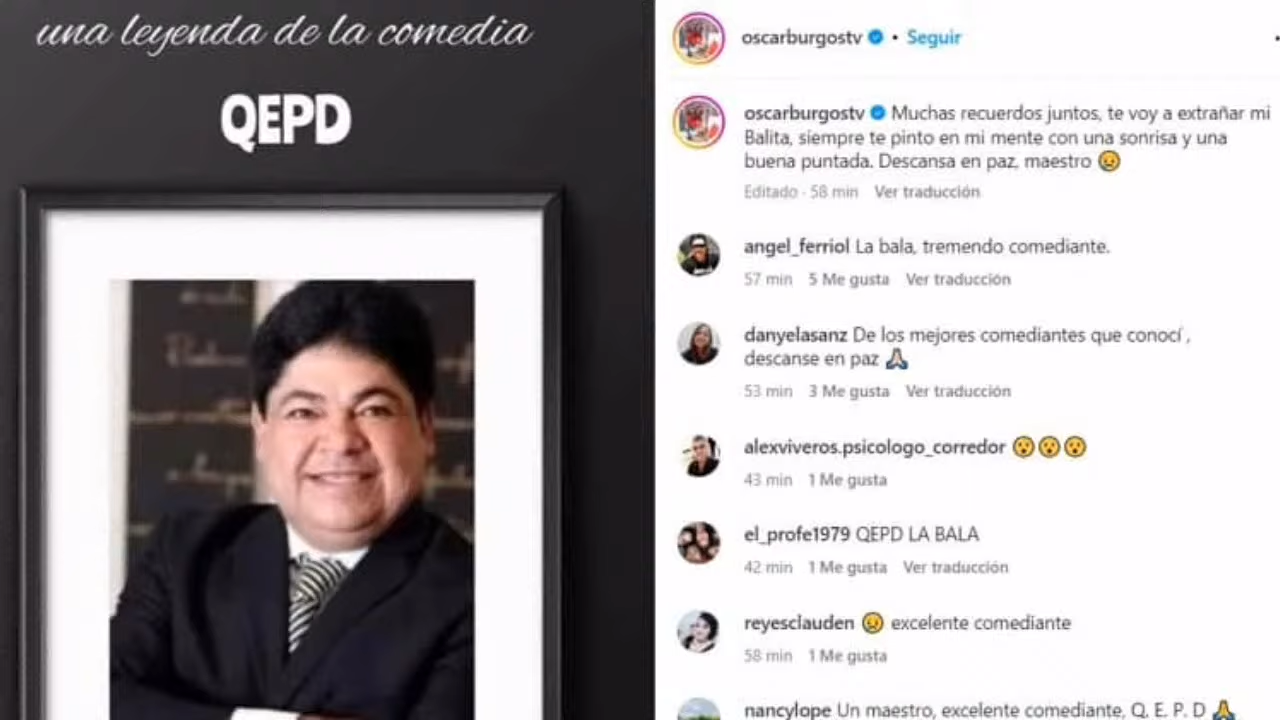 una leyenda de la comedia
QEPD
oscarburgostv • Seguir
oscarburgostv Muchas recuerdos juntos, te voy a extrañar mi
Balita, siempre te pinto en mi mente con una sonrisa y una
buena puntada. Descansa en paz, maestro 😢
Editado · 58 min Ver traducción
angel_ferriol La bala, tremendo comediante.
57 min 5 Me gusta Ver traducción
danyelasanz De los mejores comediantes que conocí ,
descanse en paz 🙏🏼
53 min 3 Me gusta Ver traducción
alexviveros.psicologo_corredor 😮😮😮
43 min 1 Me gusta
el_profe1979 QEPD LA BALA
42 min 1 Me gusta Ver traducción
reyesclauden 😢 excelente comediante
58 min 1 Me gusta
nancylope Un maestro, excelente comediante, Q. E. P. D 🙏🏼